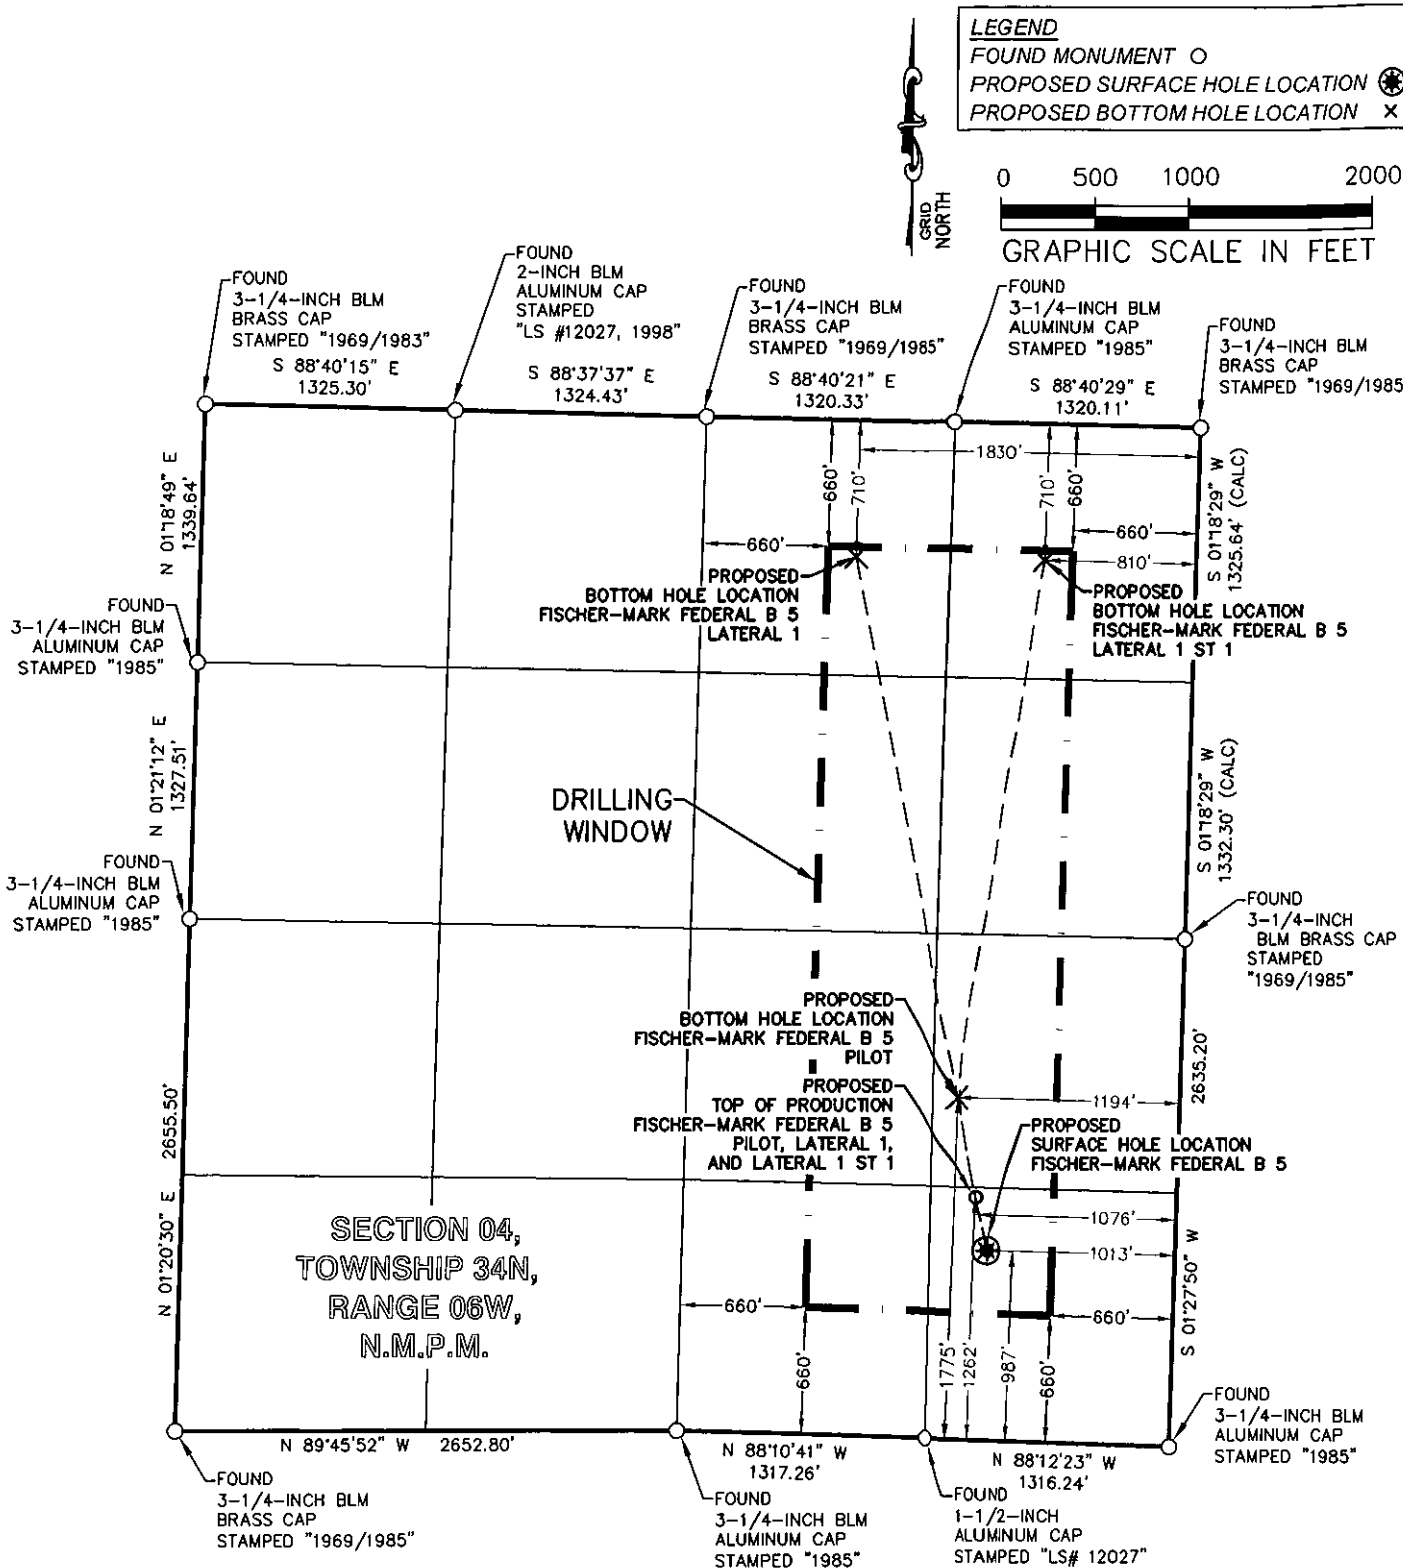 LEGEND
FOUND MONUMENT
PROPOSED SURFACE HOLE LOCATION
PROPOSED BOTTOM HOLE LOCATION
GRID
NORTH
0 500 1000 2000
GRAPHIC SCALE IN FEET
FOUND
3-1/4-INCH BLM
BRASS CAP
STAMPED "1969/1983"
S 88°40'15" E
1325.30'
FOUND
2-INCH BLM
ALUMINUM CAP
STAMPED
"LS #12027, 1998"
S 88°37'37" E
1324.43'
FOUND
3-1/4-INCH BLM
BRASS CAP
STAMPED "1969/1985"
S 88°40'21" E
1320.33'
FOUND
3-1/4-INCH BLM
ALUMINUM CAP
STAMPED "1985"
S 88°40'29" E
1320.11'
FOUND
3-1/4-INCH BLM
BRASS CAP
STAMPED "1969/1985
N 01°18'49" E
1339.64'
1830'
660'
710'
710'
660'
660'
660'
810'
S 01°18'29" W
1325.64' (CALC)
PROPOSED
BOTTOM HOLE LOCATION
FISCHER-MARK FEDERAL B 5
LATERAL 1
PROPOSED
BOTTOM HOLE LOCATION
FISCHER-MARK FEDERAL B 5
LATERAL 1 ST 1
FOUND
3-1/4-INCH BLM
ALUMINUM CAP
STAMPED "1985"
N 01°21'12" E
1327.51'
S 01°18'29" W
1332.30' (CALC)
DRILLING
WINDOW
FOUND
3-1/4-INCH BLM
ALUMINUM CAP
STAMPED "1985"
FOUND
3-1/4-INCH
BLM BRASS CAP
STAMPED
"1969/1985"
PROPOSED
BOTTOM HOLE LOCATION
FISCHER-MARK FEDERAL B 5
PILOT
PROPOSED
TOP OF PRODUCTION
FISCHER-MARK FEDERAL B 5
PILOT, LATERAL 1,
AND LATERAL 1 ST 1
1194'
PROPOSED
SURFACE HOLE LOCATION
FISCHER-MARK FEDERAL B 5
N 01°20'30" E 2655.50'
2635.20'
S 01°27'50" W
1076'
1013'
SECTION 04,
TOWNSHIP 34N,
RANGE 06W,
N.M.P.M.
660'
660'
660'
1775'
1262'
987'
660'
N 89°45'52" W 2652.80'
N 88°10'41" W
1317.26'
N 88°12'23" W
1316.24'
FOUND
3-1/4-INCH BLM
ALUMINUM CAP
STAMPED "1985"
FOUND
3-1/4-INCH BLM
BRASS CAP
STAMPED "1969/1985"
FOUND
3-1/4-INCH BLM
ALUMINUM CAP
STAMPED "1985"
FOUND
1-1/2-INCH
ALUMINUM CAP
STAMPED "LS# 12027"